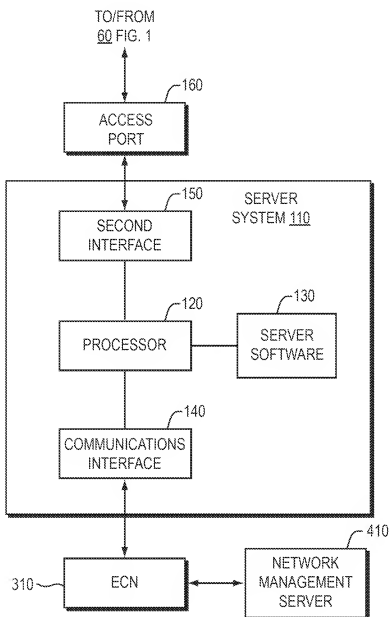 TO/FROM
60 FIG. 1
160
ACCESS
PORT
150
SERVER
SYSTEM 110
SECOND
INTERFACE
120
130
PROCESSOR
SERVER
SOFTWARE
140
COMMUNICATIONS
INTERFACE
410
310
ECN
NETWORK
MANAGEMENT
SERVER